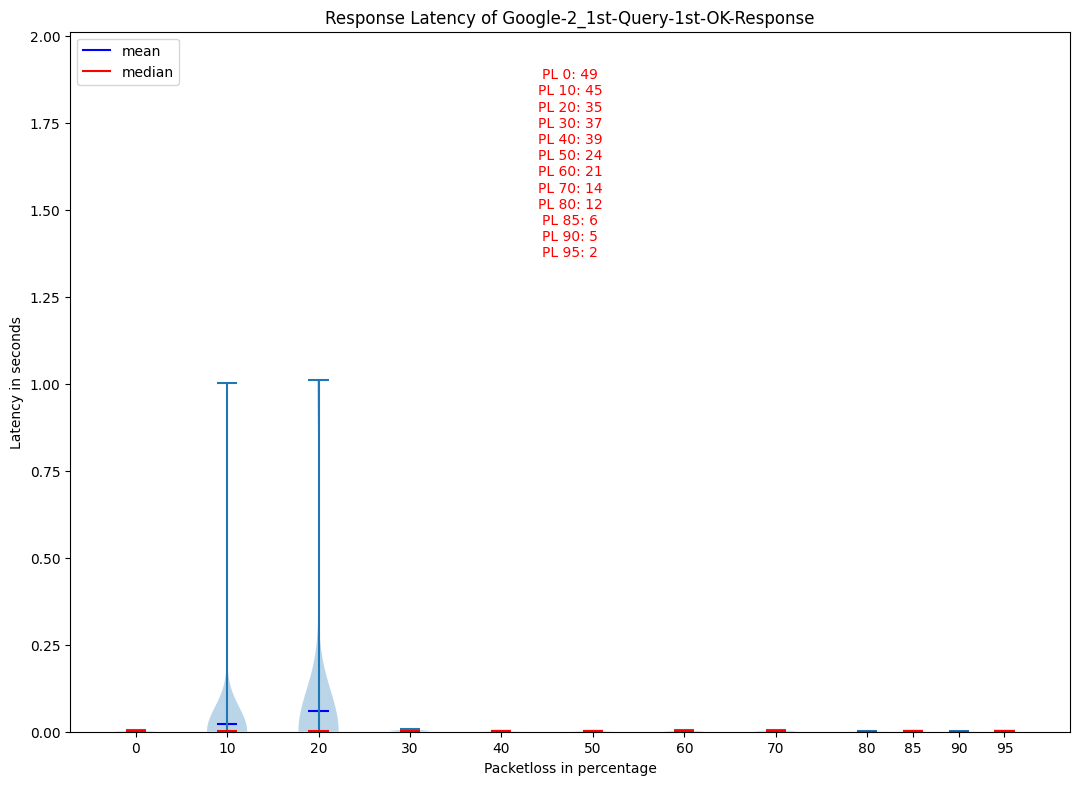 Response Latency of Google-2_1st-Query-1st-OK-Response
mean
median
PL 0: 49
PL 10: 45
PL 20: 35
PL 30: 37
PL 40: 39
PL 50: 24
PL 60: 21
PL 70: 14
PL 80: 12
PL 85: 6
PL 90: 5
PL 95: 2
Latency in seconds
2.00
1.75
1.50
1.25
1.00
0.75
0.50
0.25
0.00
0 10 20 30 40 50 60 70 80 85 90 95
Packetloss in percentage